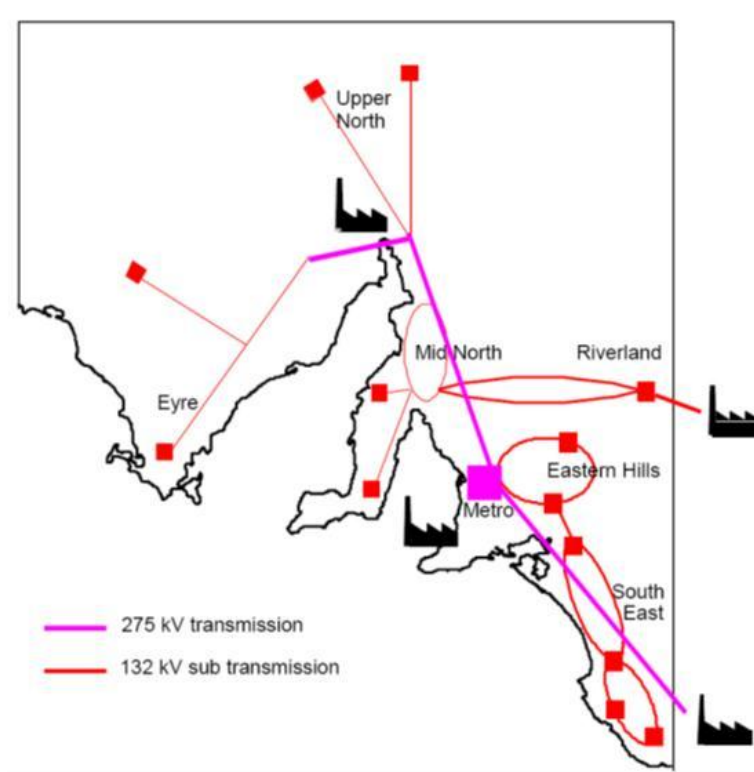 Upper
North
Mid North
Riverland
Eyre
Eastern Hills
Metro
South
East
275 kV transmission
132 kV sub transmission